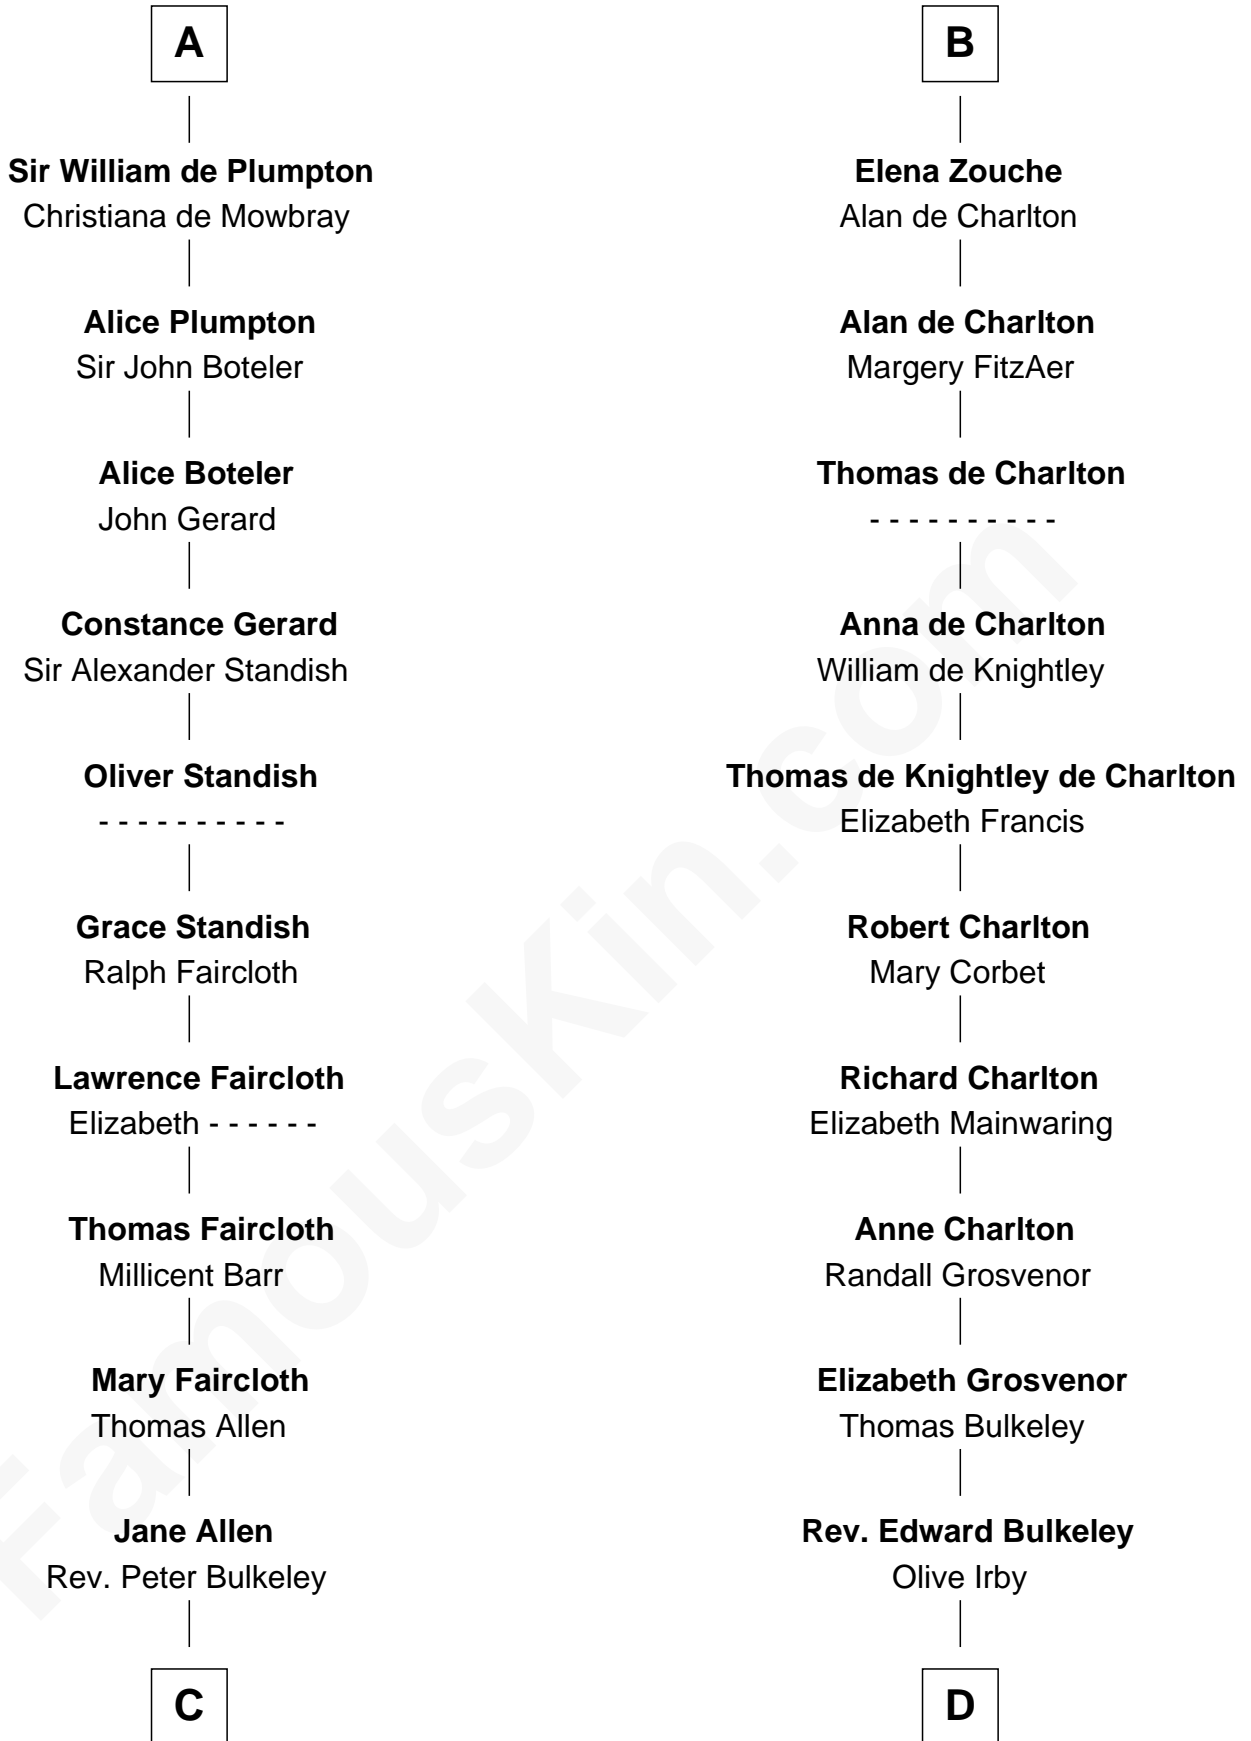 A
Sir William de Plumpton
Christiana de Mowbray
Alice Plumpton
Sir John Boteler
Alice Boteler
John Gerard
Constance Gerard
Sir Alexander Standish
Oliver Standish
- - - - - - - - - -
Grace Standish
Ralph Faircloth
Lawrence Faircloth
Elizabeth - - - - - -
Thomas Faircloth
Millicent Barr
Mary Faircloth
Thomas Allen
Jane Allen
Rev. Peter Bulkeley
C
B
Elena Zouche
Alan de Charlton
Alan de Charlton
Margery FitzAer
Thomas de Charlton
- - - - - - - - - -
Anna de Charlton
William de Knightley
Thomas de Knightley de Charlton
Elizabeth Francis
Robert Charlton
Mary Corbet
Richard Charlton
Elizabeth Mainwaring
Anne Charlton
Randall Grosvenor
Elizabeth Grosvenor
Thomas Bulkeley
Rev. Edward Bulkeley
Olive Irby
D
FamousKin.com